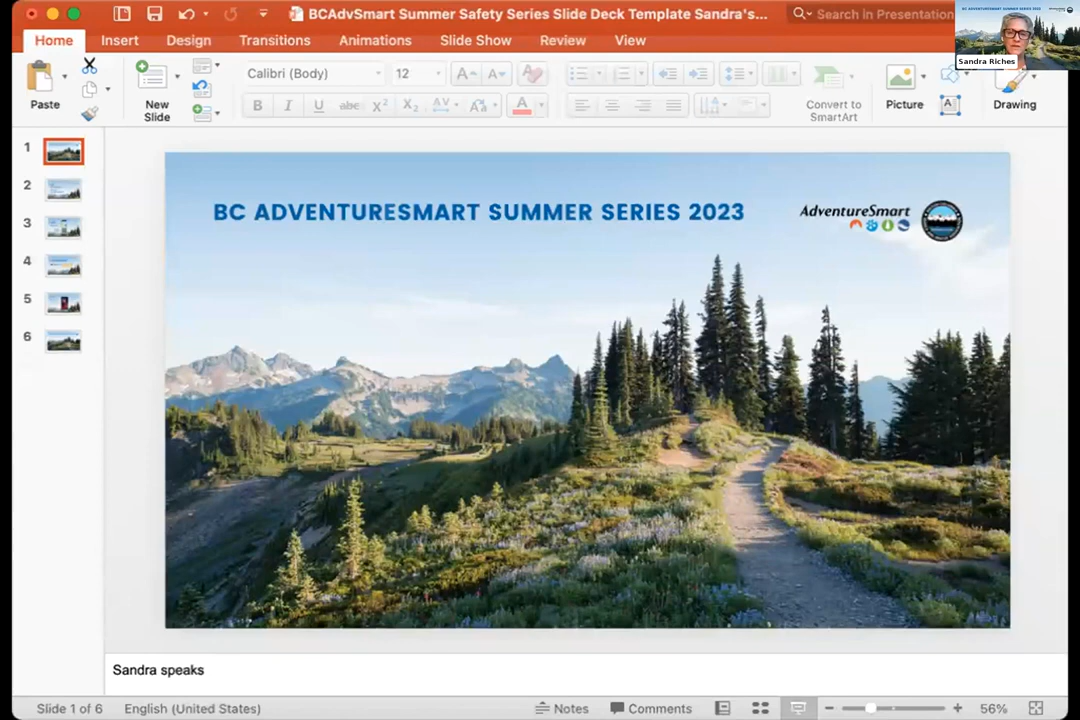 BCAdvSmart Summer Safety Series Slide Deck Template Sandra's...
Search in Presentation
Home
Insert
Design
Transitions
Animations
Slide Show
Review
View
Sandra Riches
Paste
New
Slide
Calibri (Body)
12
Convert to
SmartArt
Picture
Drawing
1
2
3
4
5
6
BC ADVENTURESMART SUMMER SERIES 2023
AdventureSmart
Sandra speaks
Slide 1 of 6
English (United States)
Notes
Comments
56%